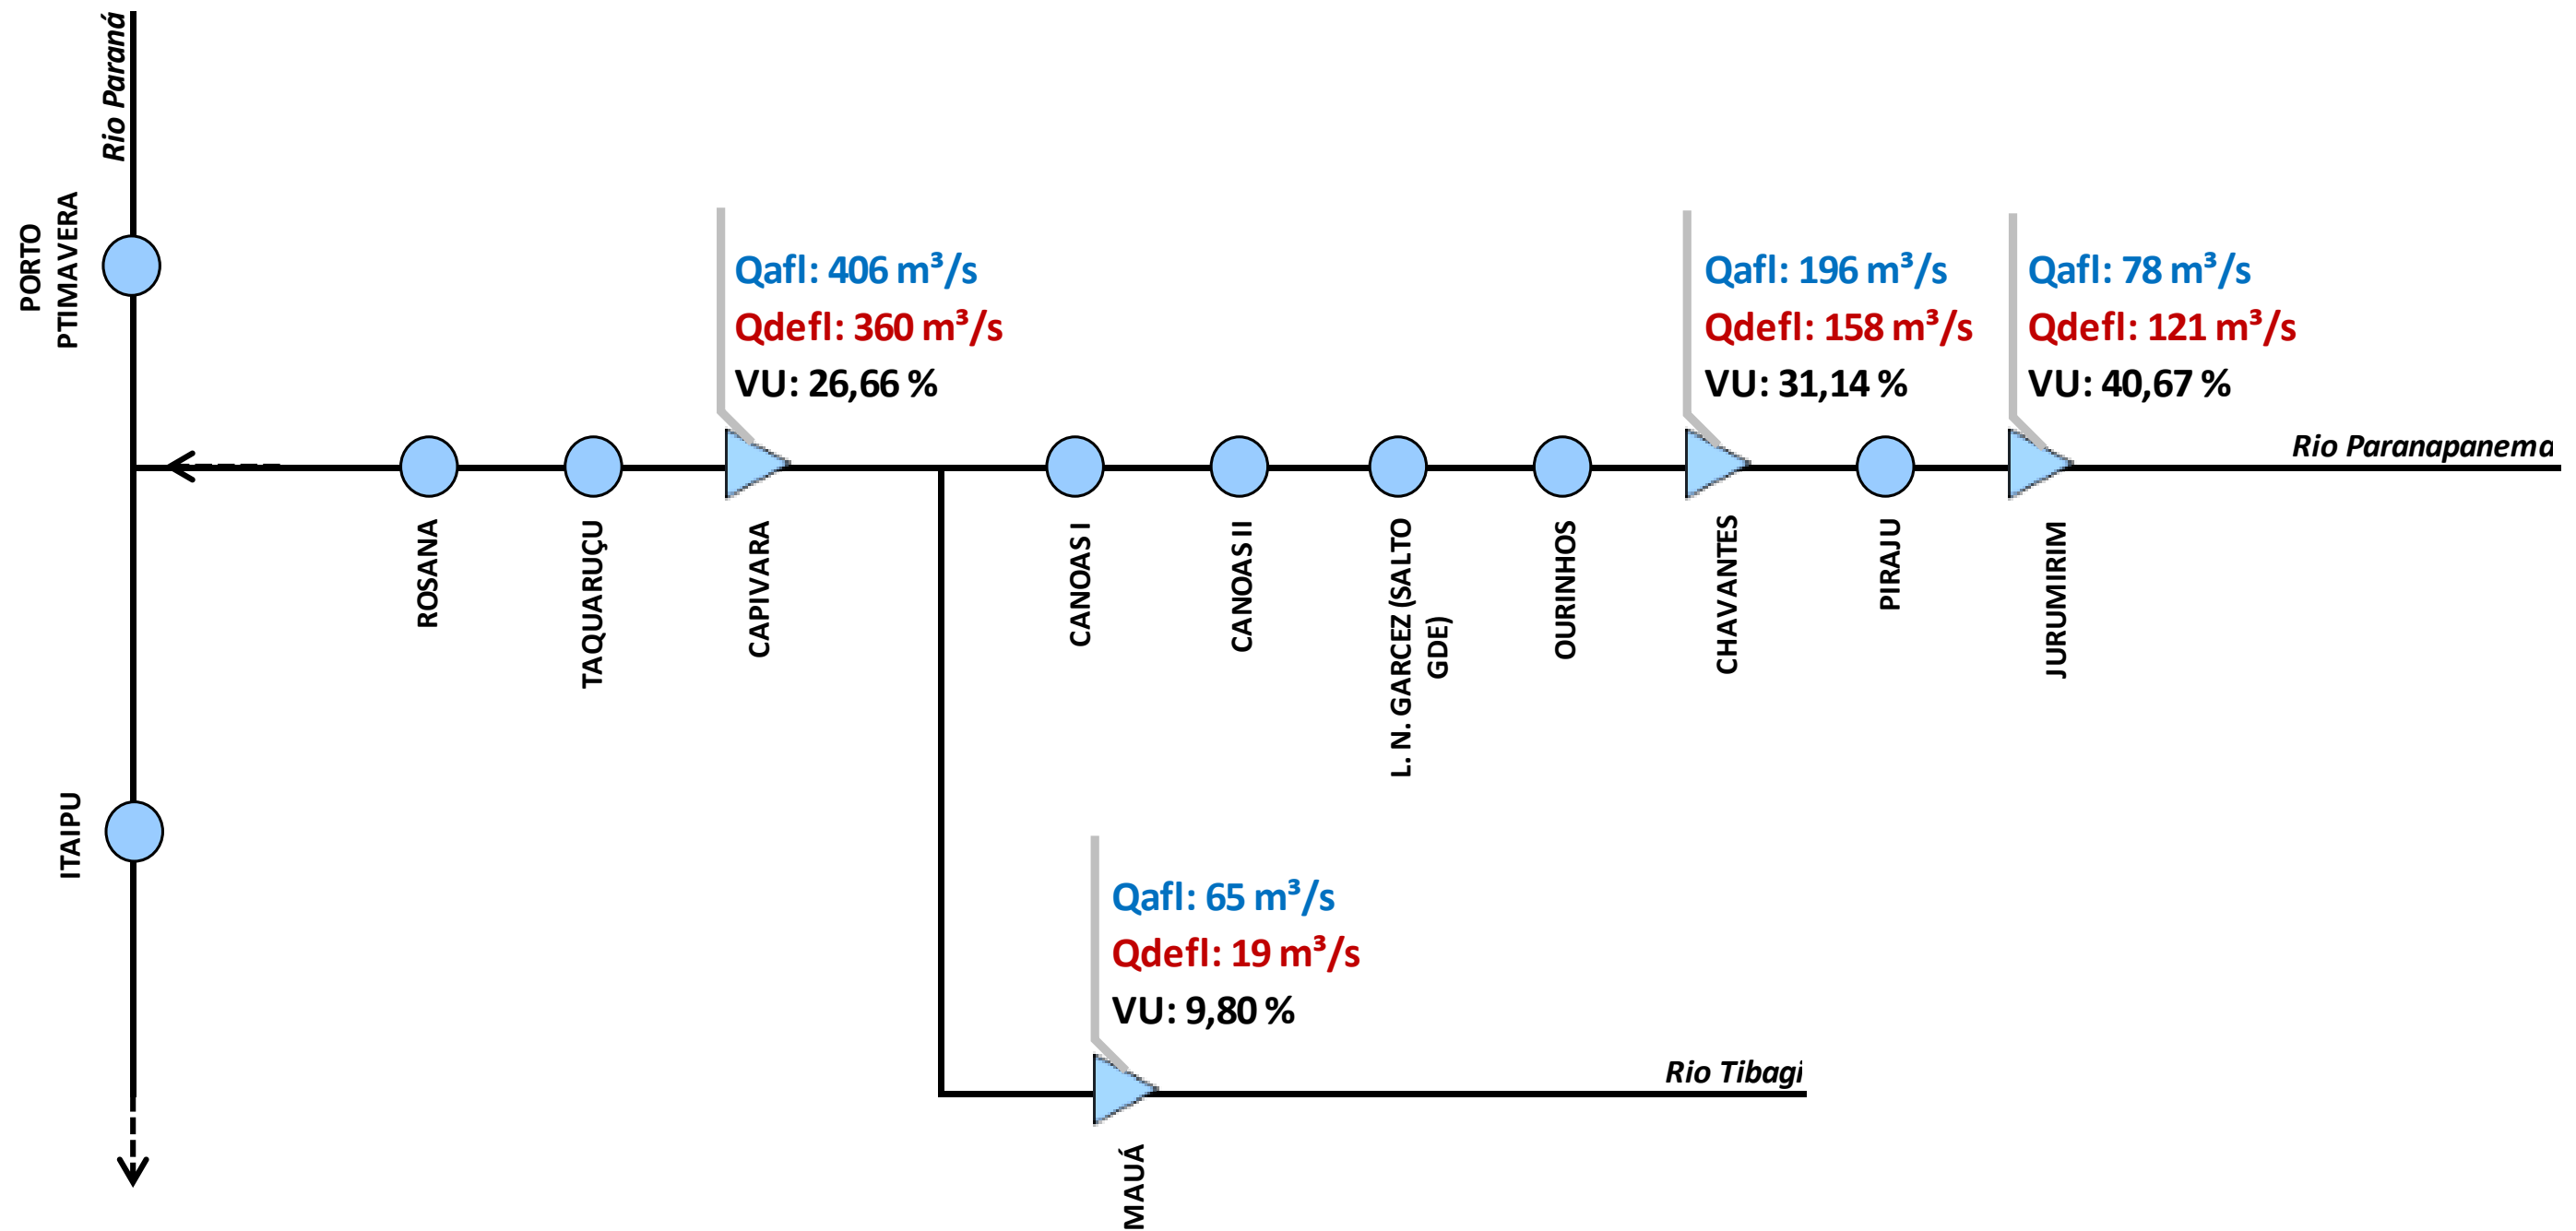 Rio Paraná
PORTO
PTIMAVERA
Qafl: 406 m³/s
Qdefl: 360 m³/s
VU: 26,66 %
Qafl: 196 m³/s
Qdefl: 158 m³/s
VU: 31,14 %
Qafl: 78 m³/s
Qdefl: 121 m³/s
VU: 40,67 %
Rio Paranapanema
ROSANA
TAQUARUÇU
CAPIVARA
CANOAS I
CANOAS II
L. N. GARCEZ (SALTO
GDE)
OURINHOS
CHAVANTES
PIRAJU
JURUMIRIM
ITAIPU
Qafl: 65 m³/s
Qdefl: 19 m³/s
VU: 9,80 %
Rio Tibagi
MAUÁ